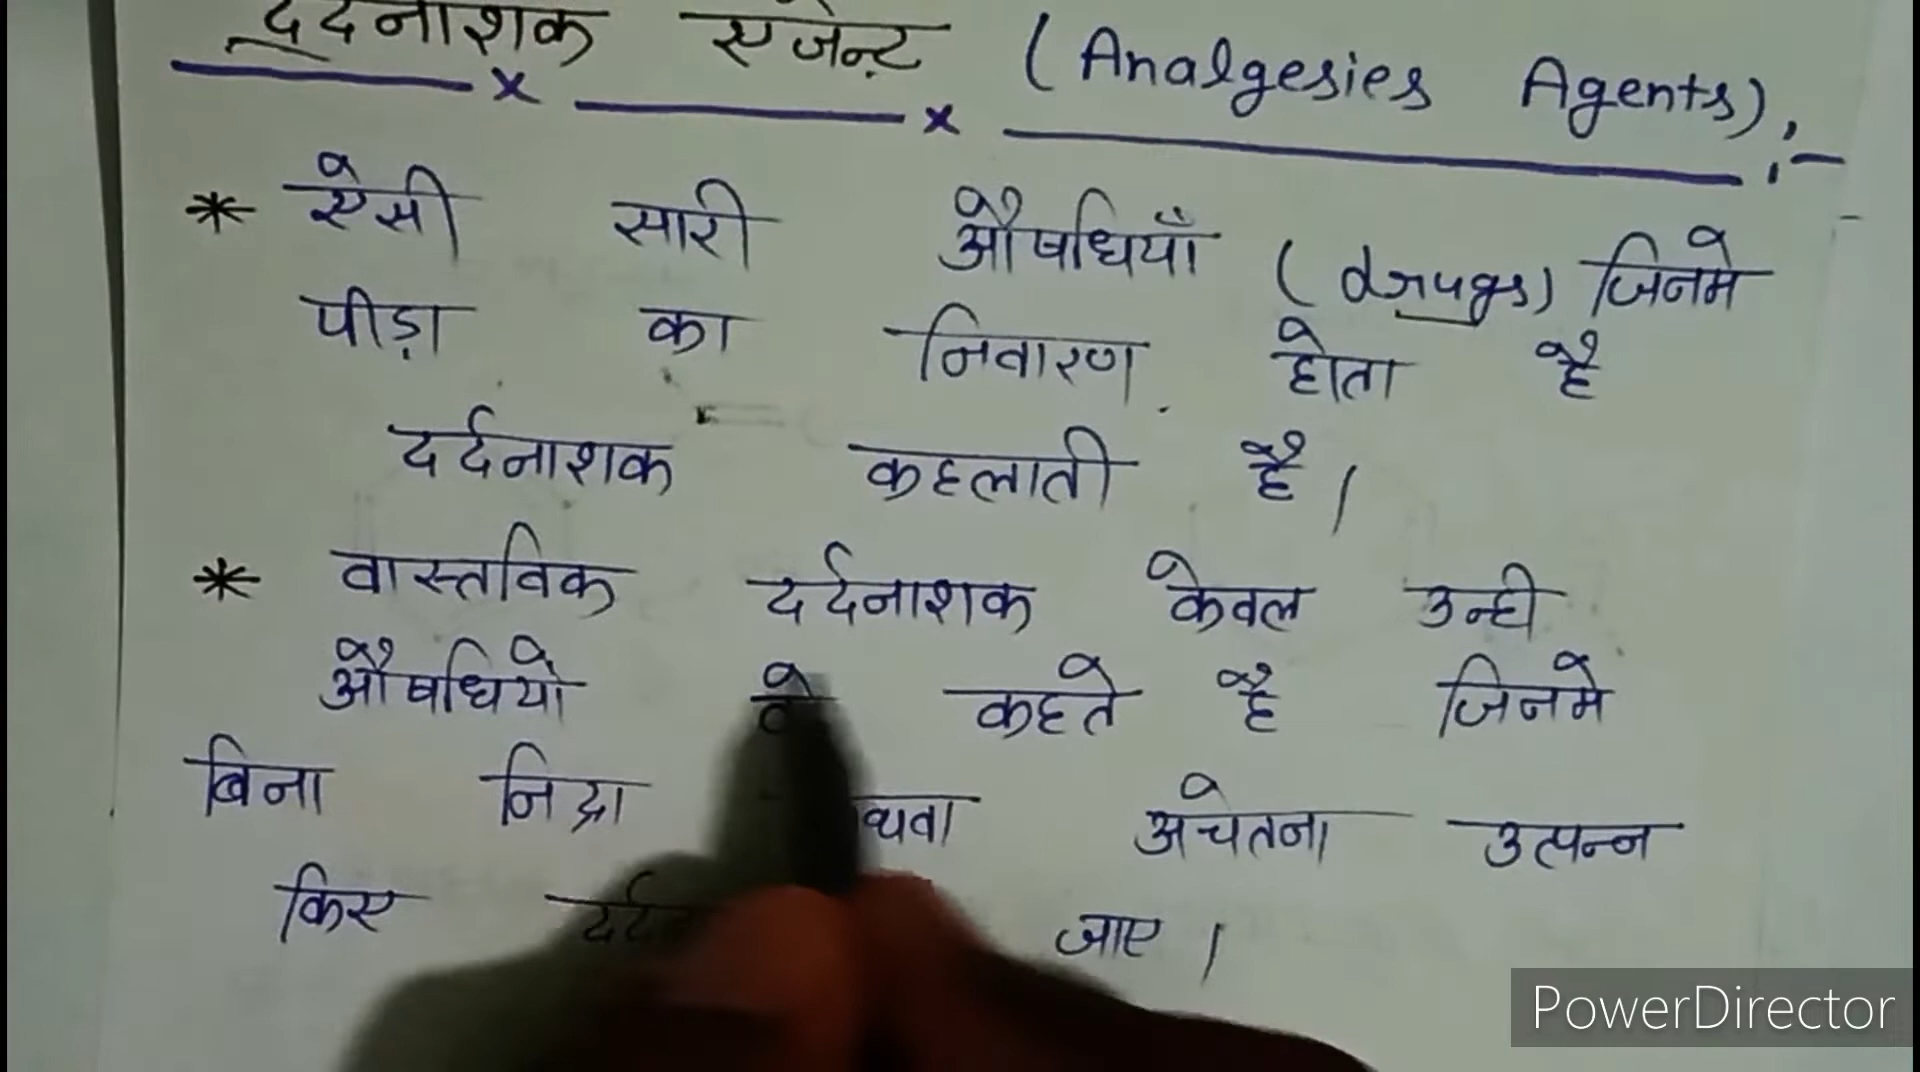 दर्दनाशक एजेन्ट (Analgesies Agents) :-
* ऐसी सारी औषधियाँ (drugs) जिनमे
पीड़ा का निवारण होता है
दर्दनाशक कहलाती है।
* वास्तविक दर्दनाशक केवल उन्ही
औषधियो कहते है जिनमे
बिना निद्रा अचेतना उत्पन्न
किए जाए।
PowerDirector